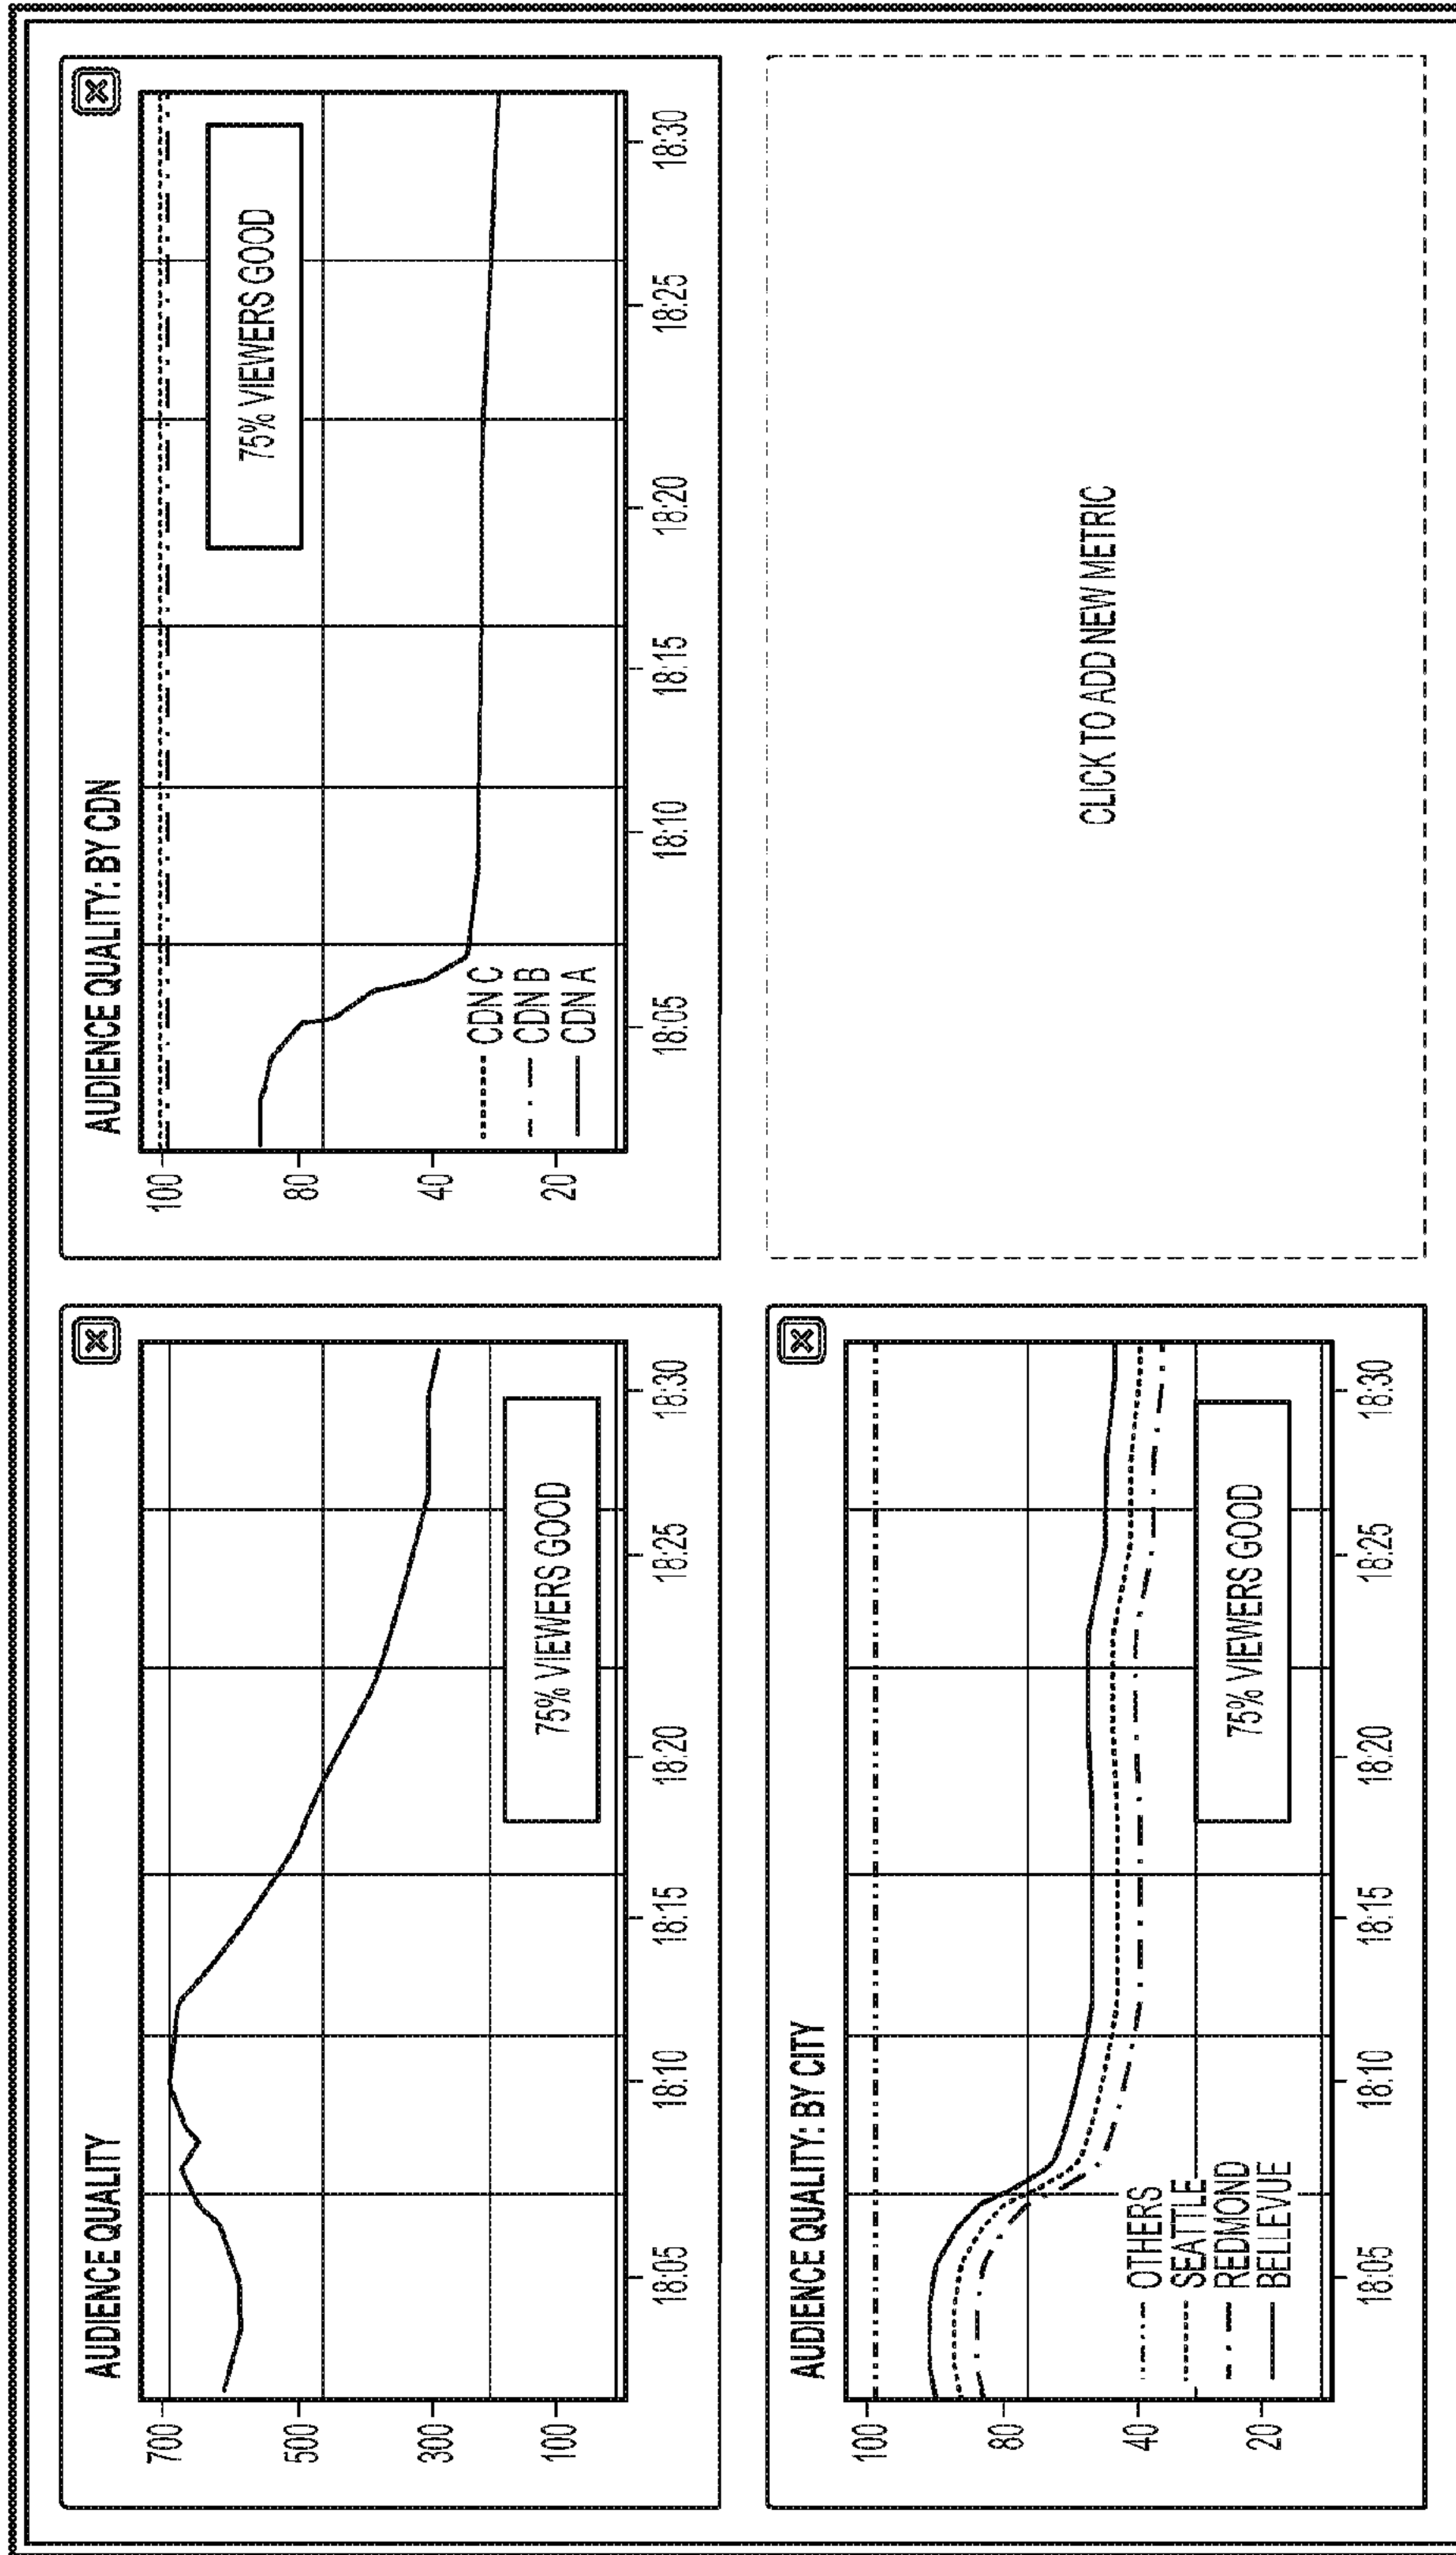 AUDIENCE QUALITY
700
500
300
100
75% VIEWERS GOOD
18:05
18:10
18:15
18:20
18:25
18:30
AUDIENCE QUALITY: BY CDN
100
80
40
20
75% VIEWERS GOOD
CDN C
CDN B
CDN A
18:05
18:10
18:15
18:20
18:25
18:30
AUDIENCE QUALITY: BY CITY
100
80
40
20
OTHERS
SEATTLE
REDMOND
BELLEVUE
75% VIEWERS GOOD
18:05
18:10
18:15
18:20
18:25
18:30
CLICK TO ADD NEW METRIC